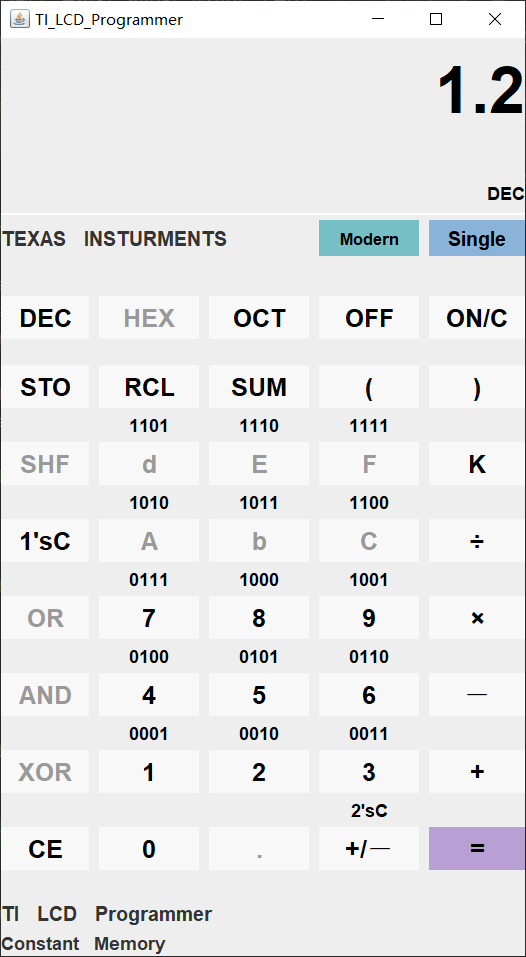 TI_LCD_Programmer
1.2
DEC
TEXAS INSTURMENTS Modern Single
DEC HEX OCT OFF ON/C
STO RCL SUM ( )
1101 1110 1111
SHF d E F K
1010 1011 1100
1'sC A b C ÷
0111 1000 1001
OR 7 8 9 ×
0100 0101 0110
AND 4 5 6 —
0001 0010 0011
XOR 1 2 3 +
2'sC
CE 0 . +/— =
TI LCD Programmer
Constant Memory